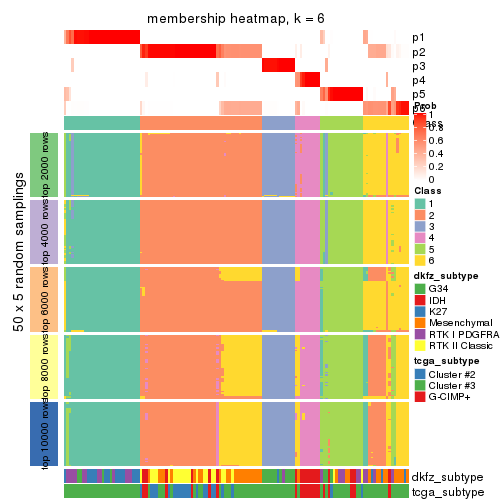 membership heatmap, k = 6
p1
p2
p3
p4
p5
p6
Class
Prob
1
0.8
0.6
0.4
0.2
0
Class
1
2
3
4
5
6
dkfz_subtype
G34
IDH
K27
Mesenchymal
RTK I PDGFRA
RTK II Classic
tcga_subtype
Cluster #2
Cluster #3
G-CIMP+
50 x 5 random samplings
top 2000 rows
top 4000 rows
top 6000 rows
top 8000 rows
top 10000 rows
dkfz_subtype
tcga_subtype